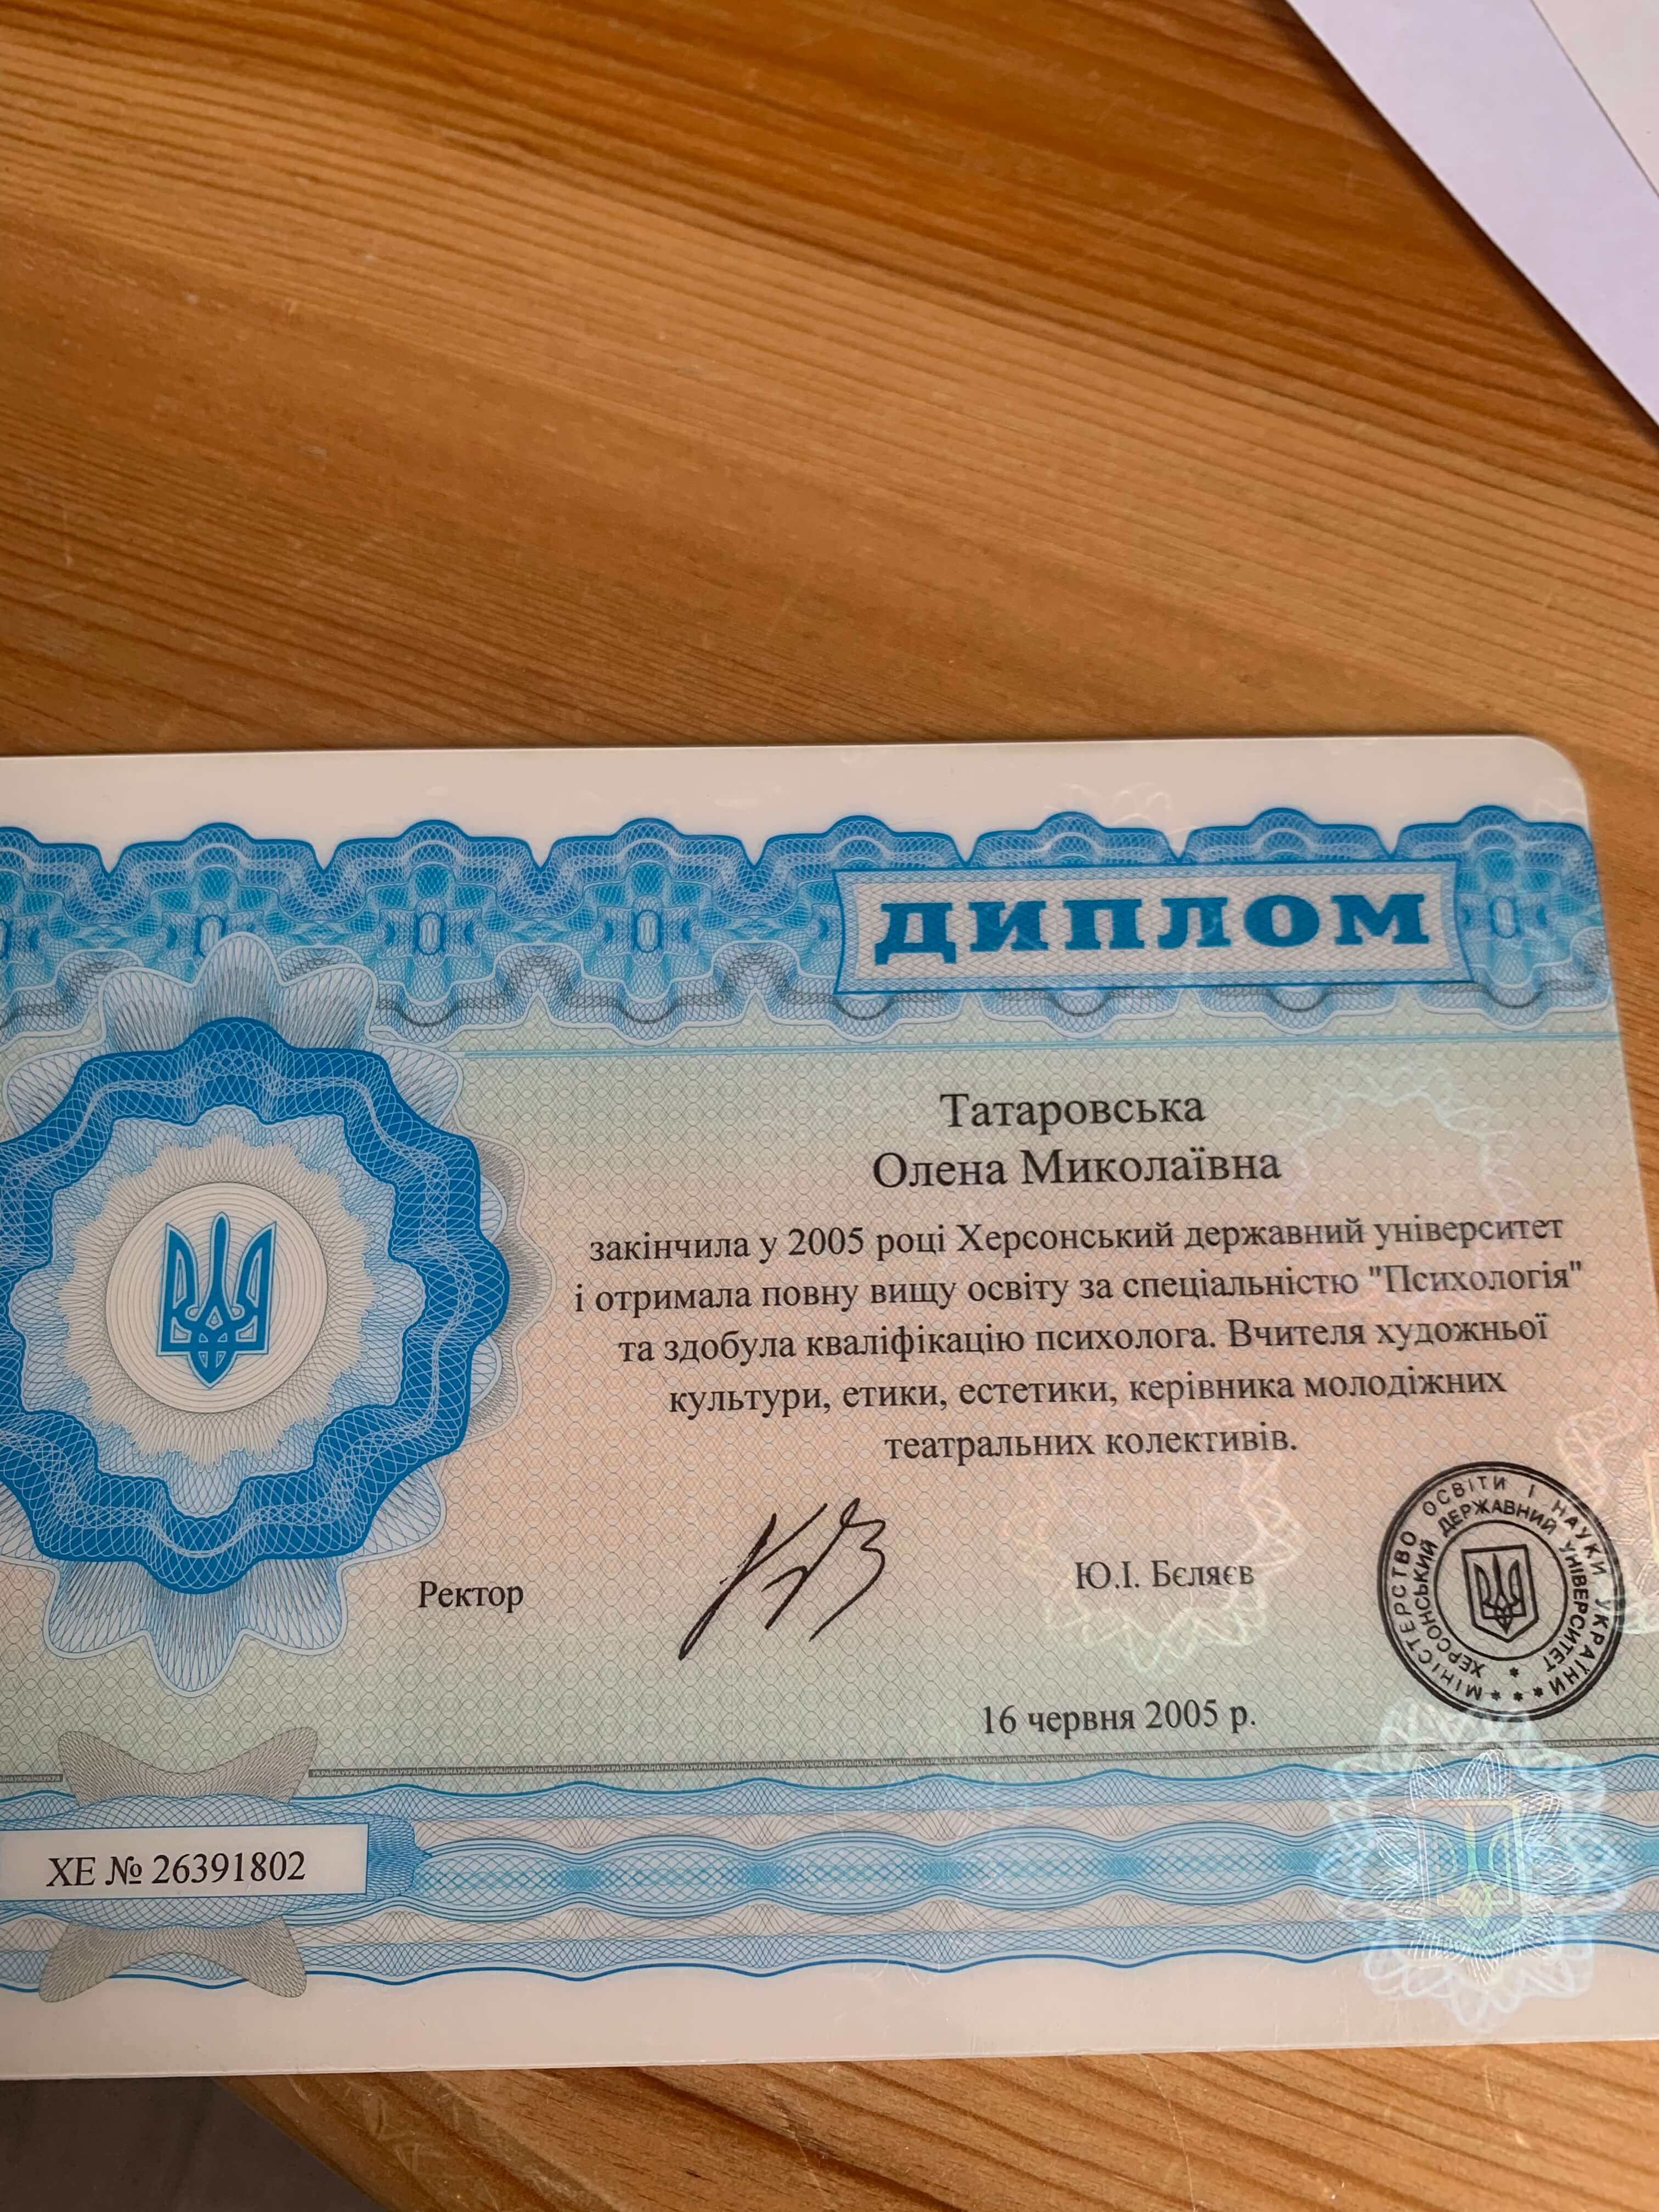 ДИПЛОМ
Татаровська
Олена Миколаївна
закінчила у 2005 році Херсонський державний університет
і отримала повну вищу освіту за спеціальністю "Психологія"
та здобула кваліфікацію психолога. Вчителя художньої
культури, етики, естетики, керівника молодіжних
театральних колективів.
Ректор
Ю.І. Бєляєв
МІНІСТЕРСТВО ОСВІТИ І НАУКИ УКРАЇНИ
ХЕРСОНСЬКИЙ ДЕРЖАВНИЙ УНІВЕРСИТЕТ
16 червня 2005 р.
ХЕ № 26391802